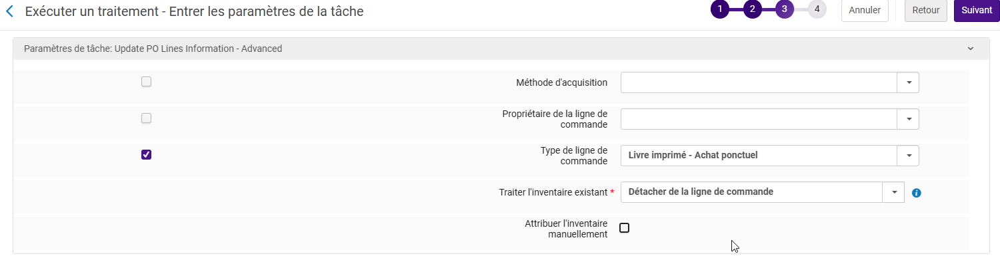 Exécuter un traitement - Entrer les paramètres de la tâche
1 2 3 4 Annuler Retour Suivant
Paramètres de tâche: Update PO Lines Information - Advanced
Méthode d'acquisition
Propriétaire de la ligne de
commande
Type de ligne de
commande
Livre imprimé - Achat ponctuel
Traiter l'inventaire existant *
Détacher de la ligne de commande
Attribuer l'inventaire
manuellement